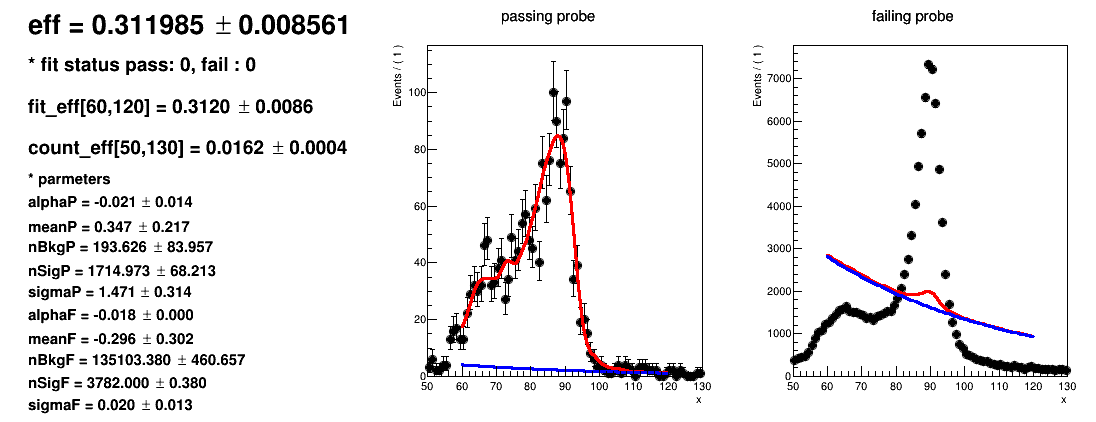 eff = 0.311985 ± 0.008561
* fit status pass: 0, fail : 0
fit_eff[60,120] = 0.3120 ± 0.0086
count_eff[50,130] = 0.0162 ± 0.0004
* parmeters
alphaP = -0.021 ± 0.014
meanP = 0.347 ± 0.217
nBkgP = 193.626 ± 83.957
nSigP = 1714.973 ± 68.213
sigmaP = 1.471 ± 0.314
alphaF = -0.018 ± 0.000
meanF = -0.296 ± 0.302
nBkgF = 135103.380 ± 460.657
nSigF = 3782.000 ± 0.380
sigmaF = 0.020 ± 0.013
passing probe
Events / ( 1 )
100
80
60
40
20
0
50 60 70 80 90 100 110 120 130
x
failing probe
Events / ( 1 )
7000
6000
5000
4000
3000
2000
1000
0
50 60 70 80 90 100 110 120 130
x